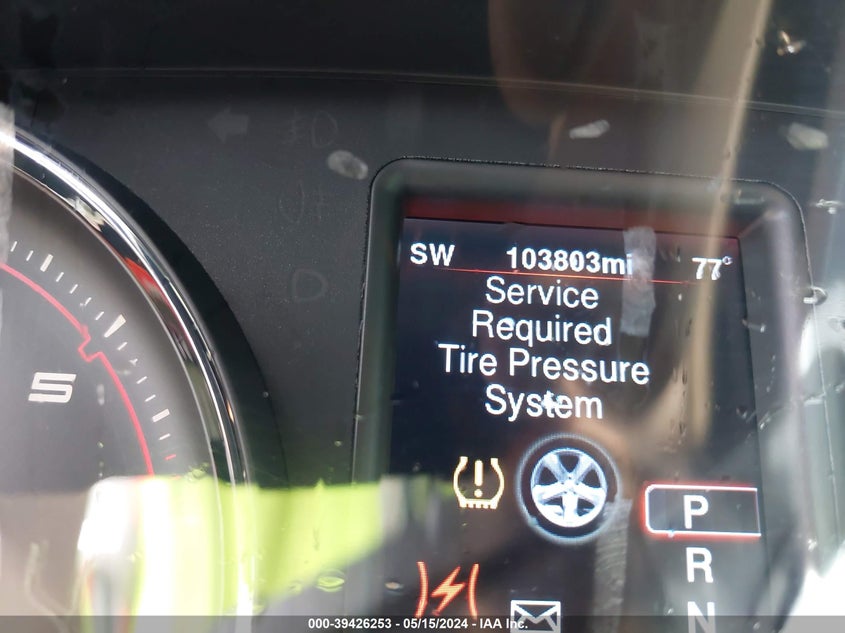 SW 103803mi 77°
Service
Required
Tire Pressure
System
5
P
R
N
000-39426253 - 05/15/2024 - IAA Inc.